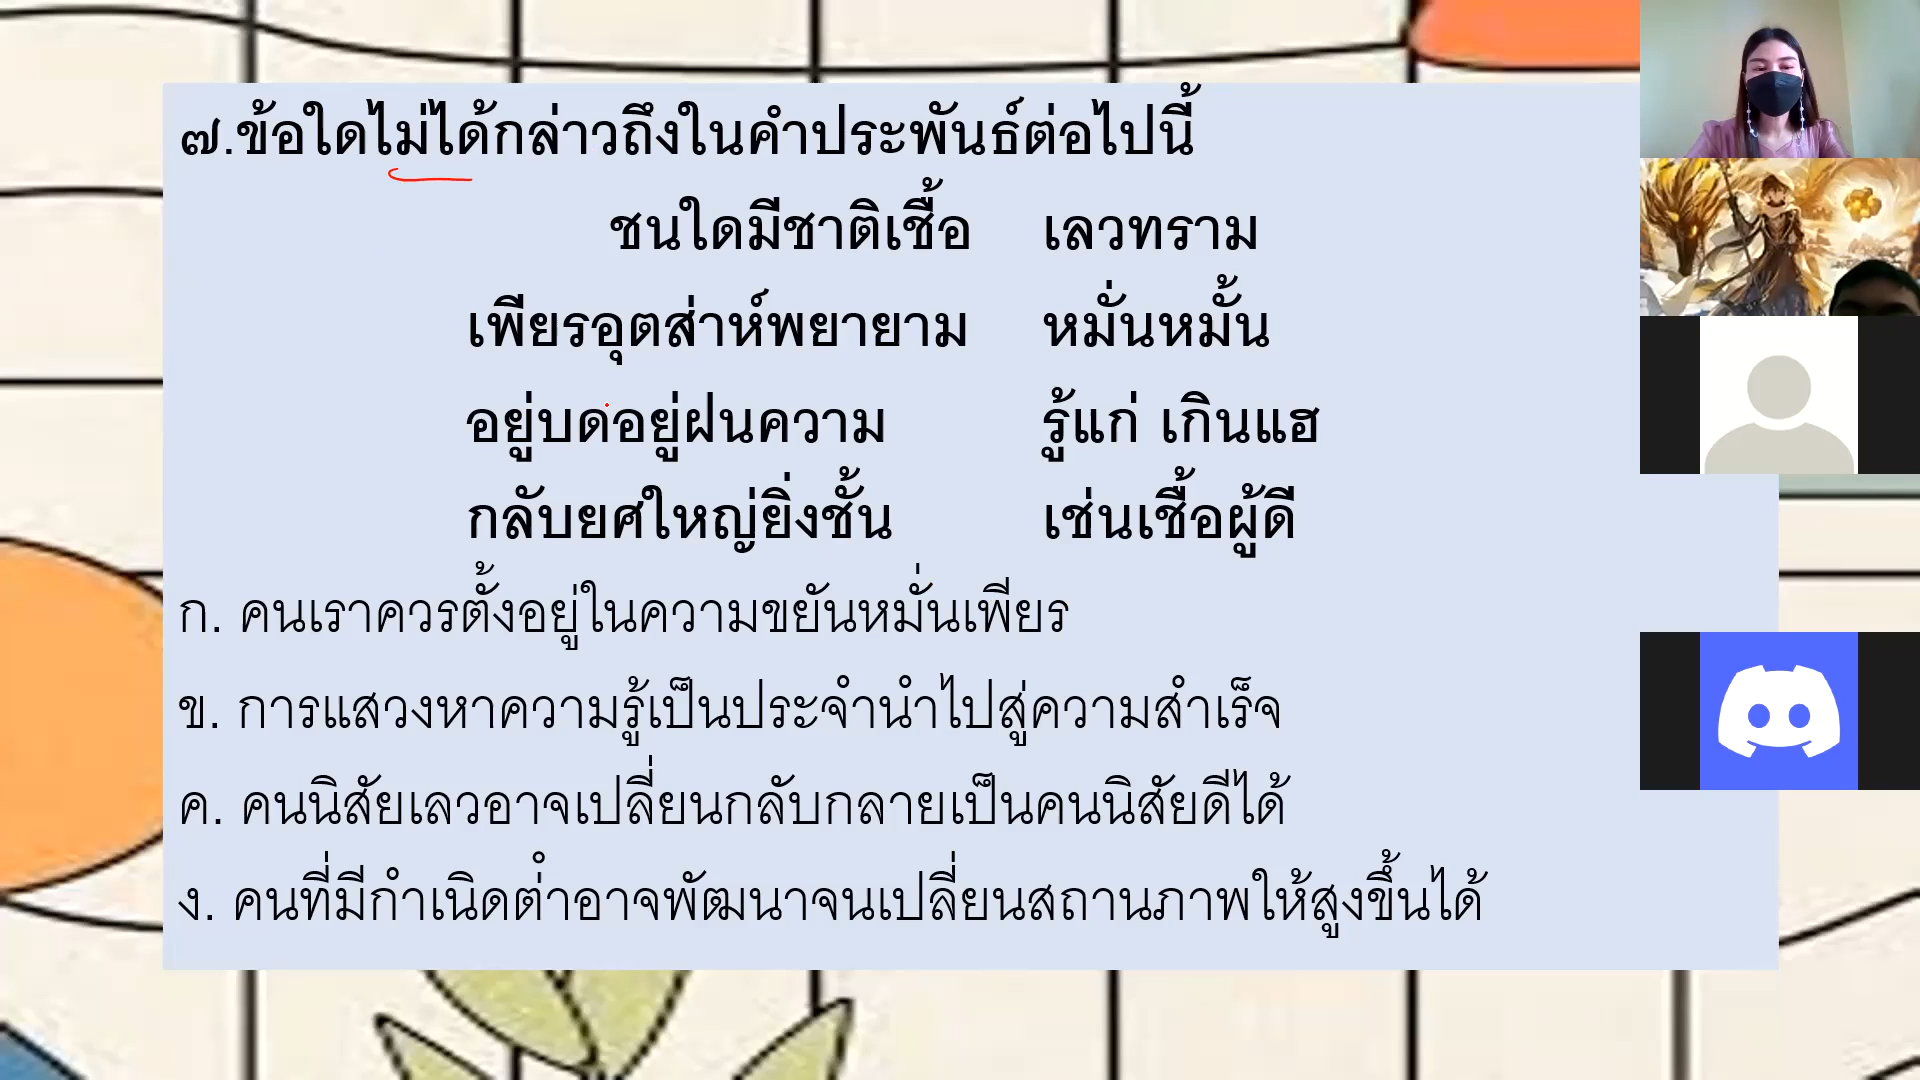 ๗.ข้อใดไม่ได้กล่าวถึงในคำประพันธ์ต่อไปนี้
ชนใดมีชาติเชื้อ เลวทราม
เพียรอุตส่าห์พยายาม หมั่นหมั้น
อยู่บดอยู่ฝนความ รู้แก่ เกินแฮ
กลับยศใหญ่ยิ่งชั้น เช่นเชื้อผู้ดี
ก. คนเราควรตั้งอยู่ในความขยันหมั่นเพียร
ข. การแสวงหาความรู้เป็นประจำนำไปสู่ความสำเร็จ
ค. คนนิสัยเลวอาจเปลี่ยนกลับกลายเป็นคนนิสัยดีได้
ง. คนที่มีกำเนิดต่ำอาจพัฒนาจนเปลี่ยนสถานภาพให้สูงขึ้นได้